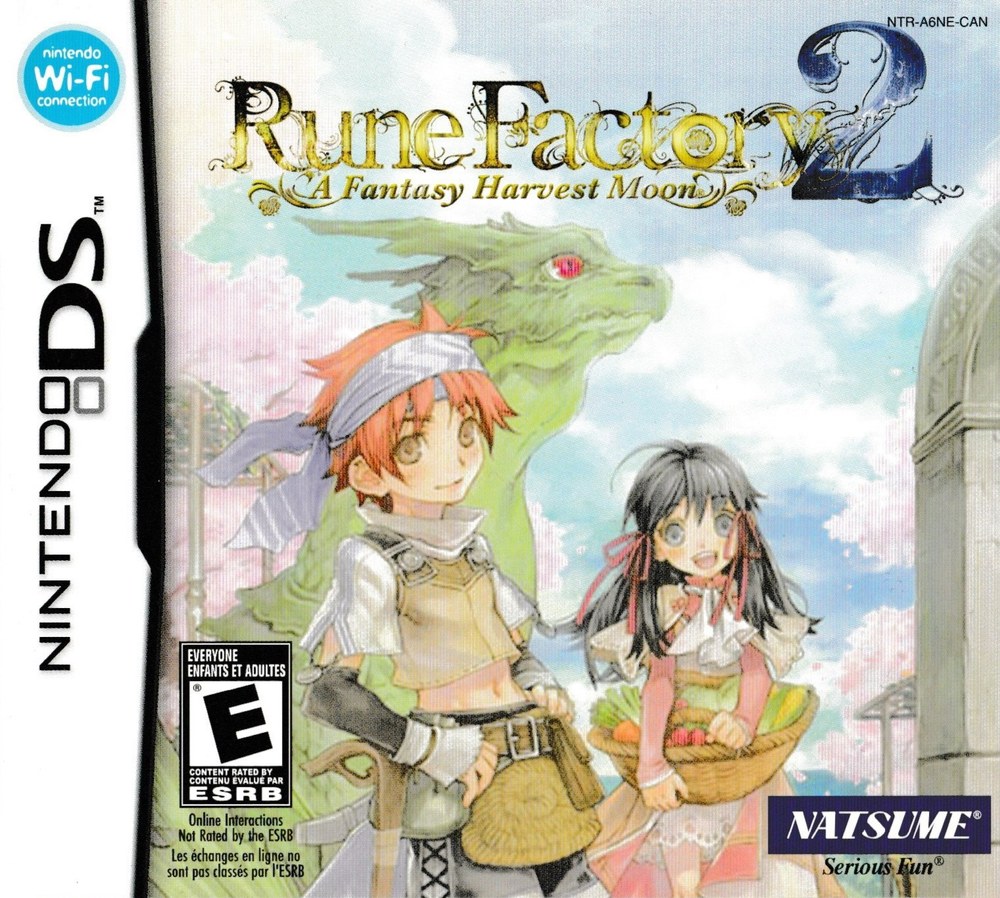 nintendo
Wi-Fi
connection
NTR-A6NE-CAN
Rune Factory 2
A Fantasy Harvest Moon
NINTENDO DS™
EVERYONE
ENFANTS ET ADULTES
E®
CONTENT RATED BY
CONTENU ÉVALUÉ PAR
ESRB
Online Interactions
Not Rated by the ESRB
Les échanges en ligne no
sont pas classés par l'ESRB
NATSUME®
Serious Fun®